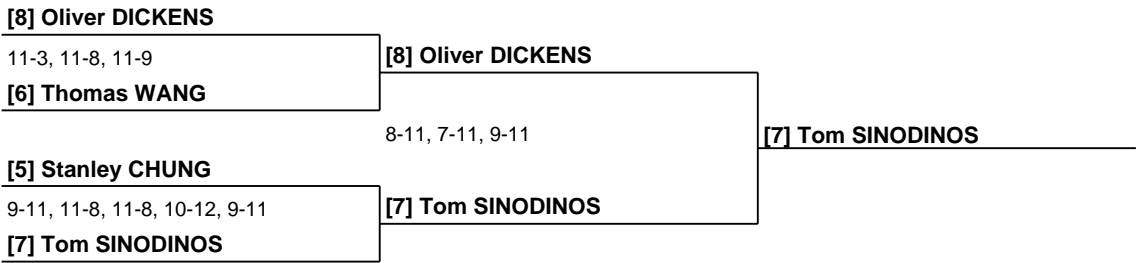 [8] Oliver DICKENS
11-3, 11-8, 11-9
[8] Oliver DICKENS
[6] Thomas WANG
8-11, 7-11, 9-11
[7] Tom SINODINOS
[5] Stanley CHUNG
9-11, 11-8, 11-8, 10-12, 9-11
[7] Tom SINODINOS
[7] Tom SINODINOS